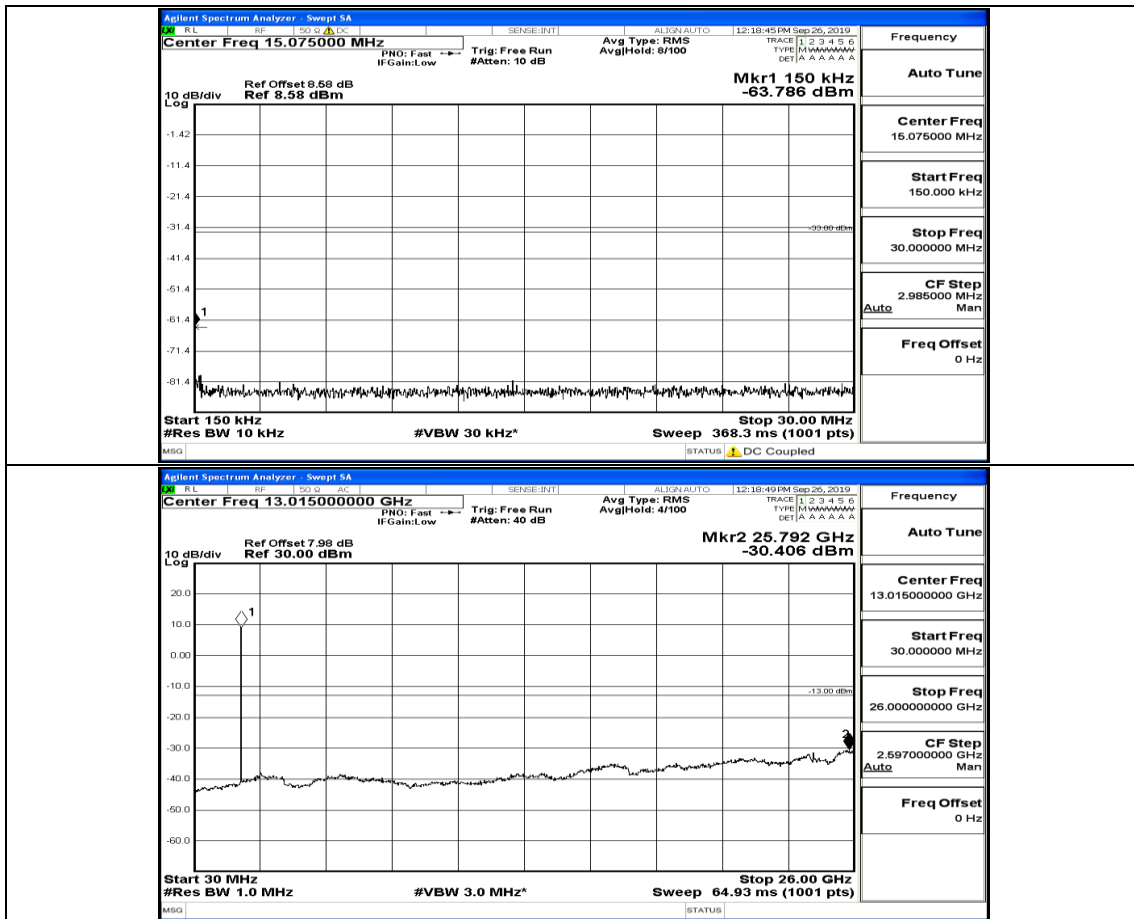 Agilent Spectrum Analyzer - Swept SA
LXI RL RF 50 Ω DC SENSE:INT ALIGN AUTO 12:18:45 PM Sep 26, 2019
Center Freq 15.075000 MHz
PNO: Fast
IFGain:Low
Trig: Free Run
#Atten: 10 dB
Avg Type: RMS
Avg|Hold: 8/100
TRACE 1 2 3 4 5 6
TYPE M
DET A A A A A A
Ref Offset 8.58 dB
Ref 8.58 dBm
10 dB/div
Log
Mkr1 150 kHz
-63.786 dBm
-1.42
-11.4
-21.4
-31.4
-33.00 dBm
-41.4
-51.4
-61.4
1
-71.4
-81.4
Start 150 kHz
Stop 30.00 MHz
#Res BW 10 kHz
#VBW 30 kHz*
Sweep 368.3 ms (1001 pts)
MSG
STATUS DC Coupled
Frequency
Auto Tune
Center Freq
15.075000 MHz
Start Freq
150.000 kHz
Stop Freq
30.000000 MHz
CF Step
2.985000 MHz
Auto Man
Freq Offset
0 Hz
Agilent Spectrum Analyzer - Swept SA
LXI RL RF 50 Ω AC SENSE:INT ALIGN AUTO 12:18:49 PM Sep 26, 2019
Center Freq 13.015000000 GHz
PNO: Fast
IFGain:Low
Trig: Free Run
#Atten: 40 dB
Avg Type: RMS
Avg|Hold: 4/100
TRACE 1 2 3 4 5 6
TYPE M
DET A A A A A A
Ref Offset 7.98 dB
Ref 30.00 dBm
10 dB/div
Log
Mkr2 25.792 GHz
-30.406 dBm
20.0
1
10.0
0.00
-10.0
-13.00 dBm
-20.0
2
-30.0
-40.0
-50.0
-60.0
Start 30 MHz
Stop 26.00 GHz
#Res BW 1.0 MHz
#VBW 3.0 MHz*
Sweep 64.93 ms (1001 pts)
MSG
STATUS
Frequency
Auto Tune
Center Freq
13.015000000 GHz
Start Freq
30.000000 MHz
Stop Freq
26.000000000 GHz
CF Step
2.597000000 GHz
Auto Man
Freq Offset
0 Hz